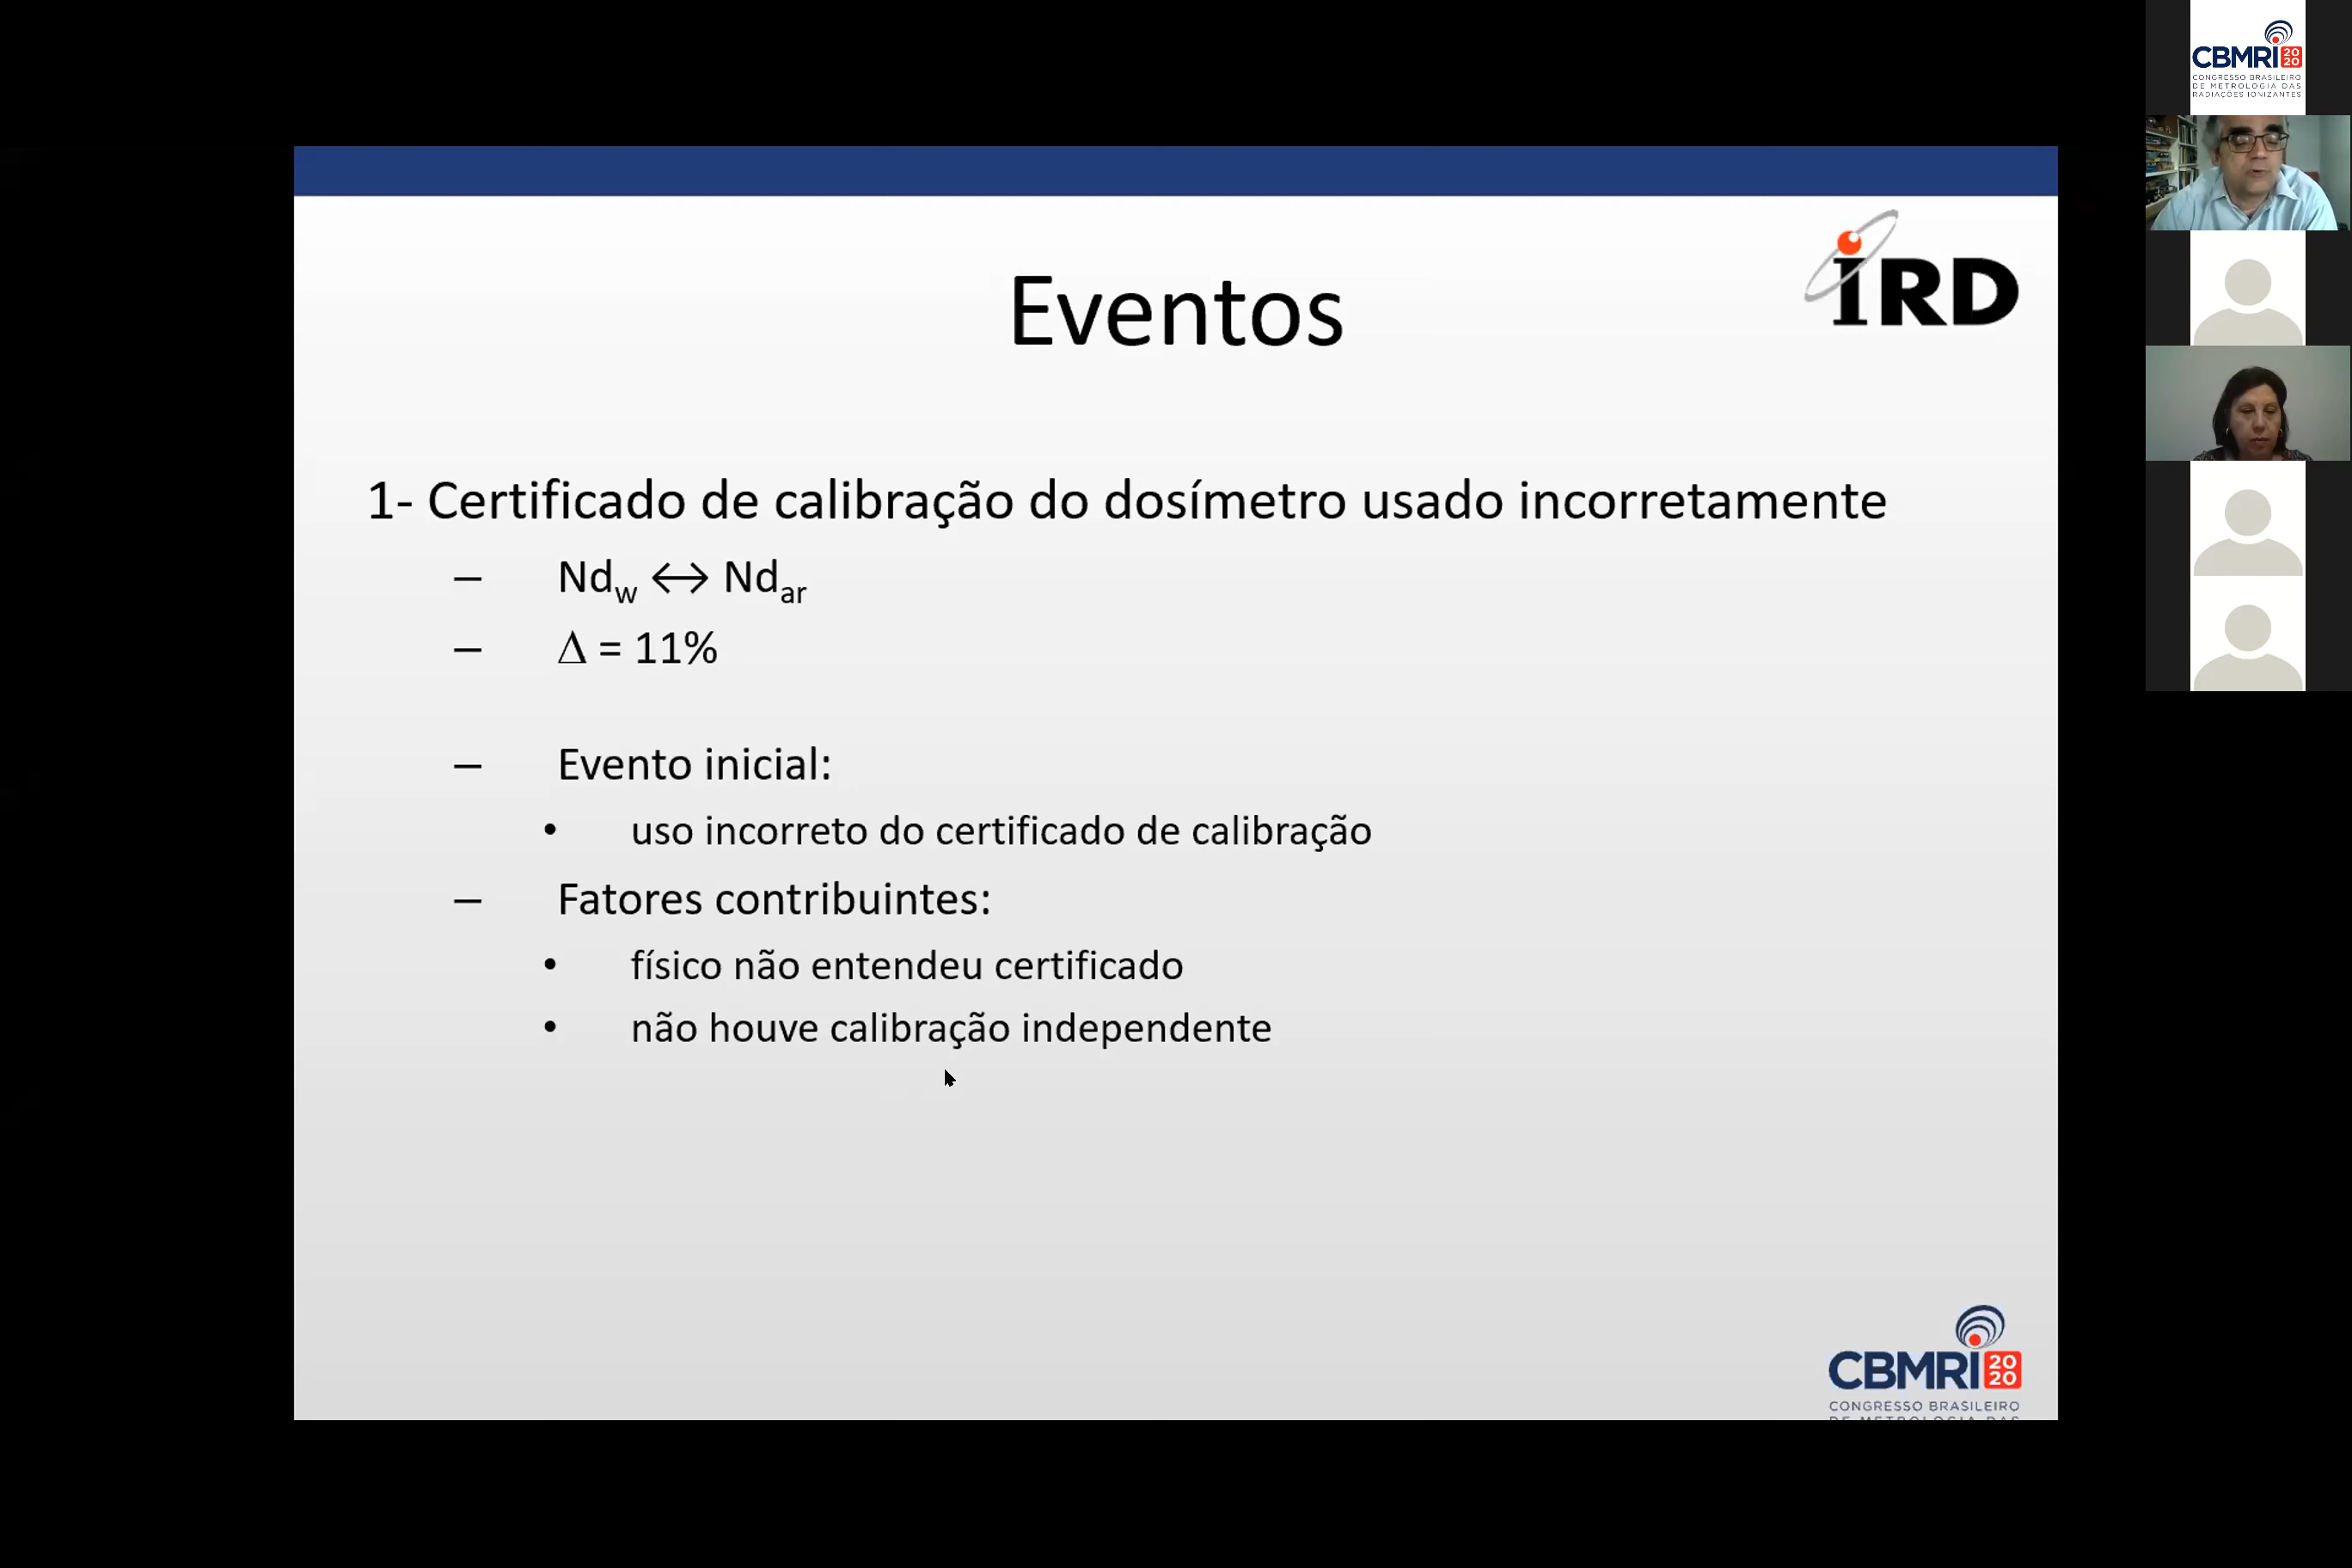 CBMRI 20
20
CONGRESSO BRASILEIRO
DE METROLOGIA DAS
RADIAÇÕES IONIZANTES
IRD
Eventos
1- Certificado de calibração do dosímetro usado incorretamente
– Ndw ↔ Ndar
– Δ = 11%
– Evento inicial:
• uso incorreto do certificado de calibração
– Fatores contribuintes:
• físico não entendeu certificado
• não houve calibração independente
CBMRI 20
20
CONGRESSO BRASILEIRO
DE METROLOGIA DAS